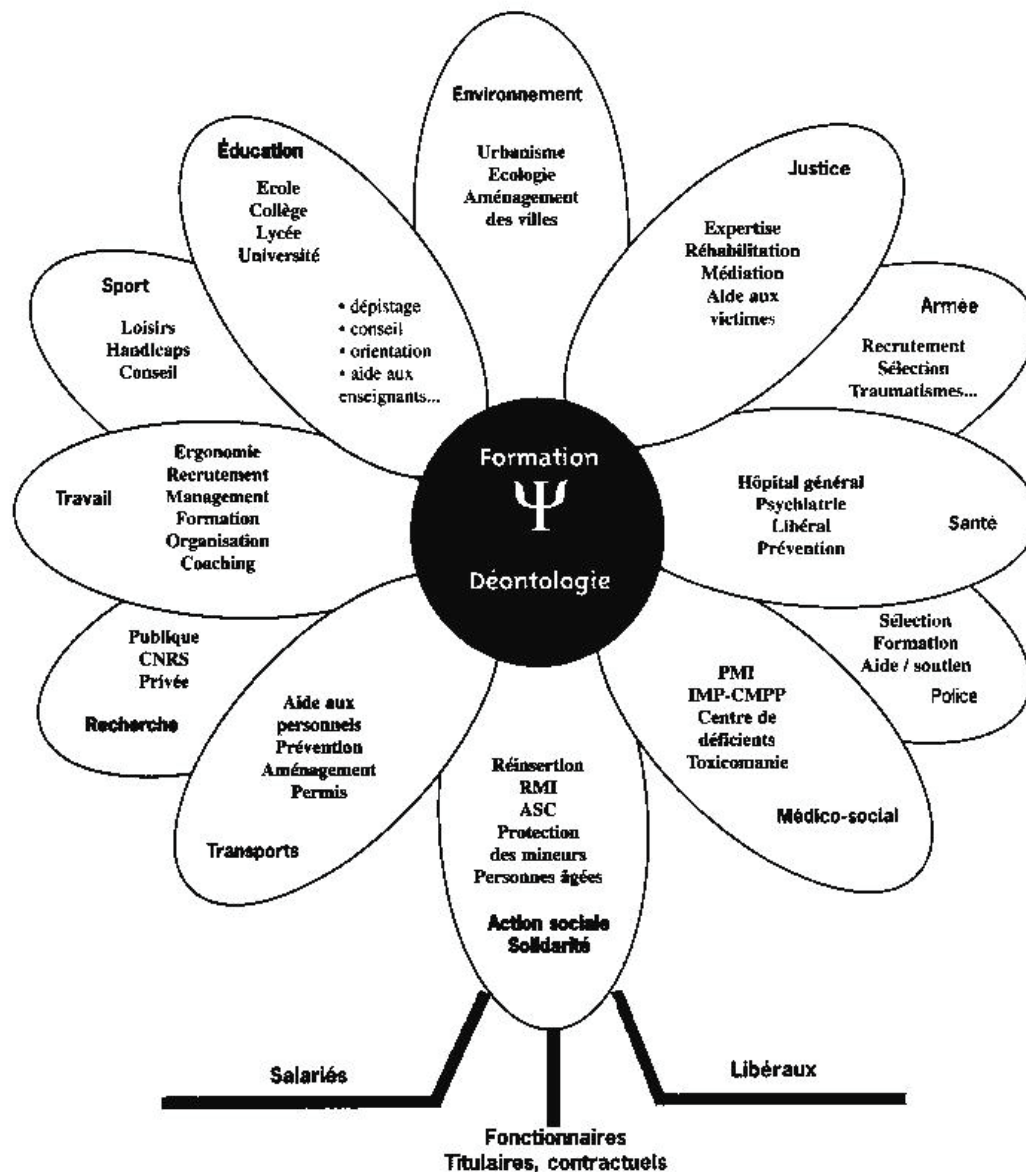 Environnement
Urbanisme
Ecologie
Aménagement
des villes
Éducation
Ecole
Collège
Lycée
Université
• dépistage
• conseil
• orientation
• aide aux
enseignants...
Justice
Expertise
Réhabilitation
Médiation
Aide aux
victimes
Sport
Loisirs
Handicaps
Conseil
Armée
Recrutement
Sélection
Traumatismes...
Formation
Ψ
Déontologie
Travail
Ergonomie
Recrutement
Management
Formation
Organisation
Coaching
Hôpital général
Psychiatrie
Libéral
Prévention
Santé
Publique
CNRS
Privée
Recherche
Sélection
Formation
Aide / soutien
Police
Aide aux
personnels
Prévention
Aménagement
Permis
Transports
PMI
IMP-CMPP
Centre de
déficients
Toxicomanie
Médico-social
Réinsertion
RMI
ASC
Protection
des mineurs
Personnes âgées
Action sociale
Solidarité
Salariés
Libéraux
Fonctionnaires
Titulaires, contractuels